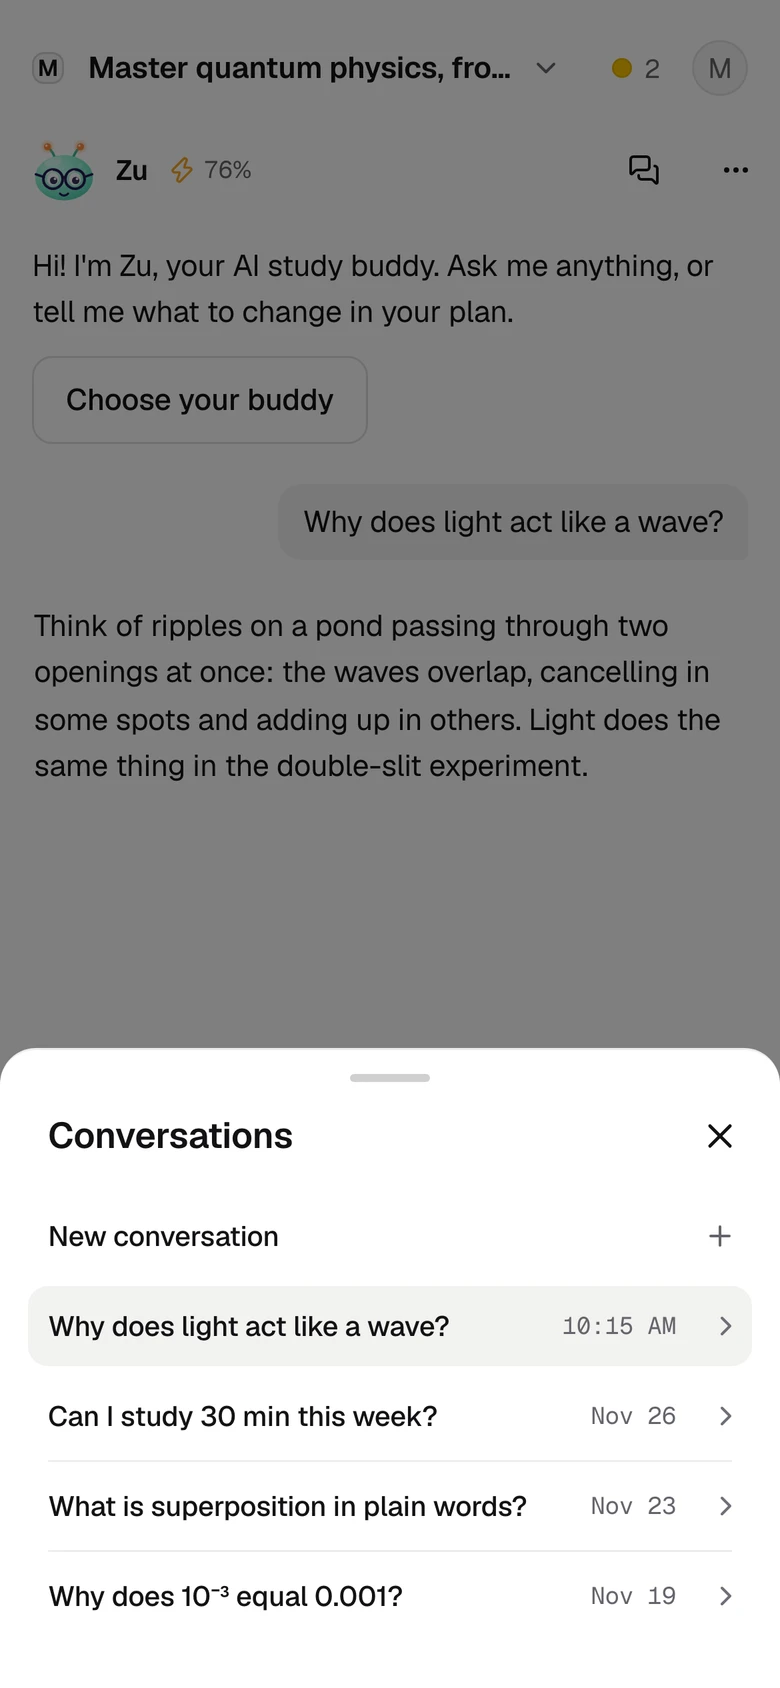 M Master quantum physics, fro... 2 M
Zu 76%
Hi! I'm Zu, your AI study buddy. Ask me anything, or
tell me what to change in your plan.
Choose your buddy
Why does light act like a wave?
Think of ripples on a pond passing through two
openings at once: the waves overlap, cancelling in
some spots and adding up in others. Light does the
same thing in the double-slit experiment.
Conversations
New conversation
Why does light act like a wave? 10:15 AM
Can I study 30 min this week? Nov 26
What is superposition in plain words? Nov 23
Why does 10⁻³ equal 0.001? Nov 19